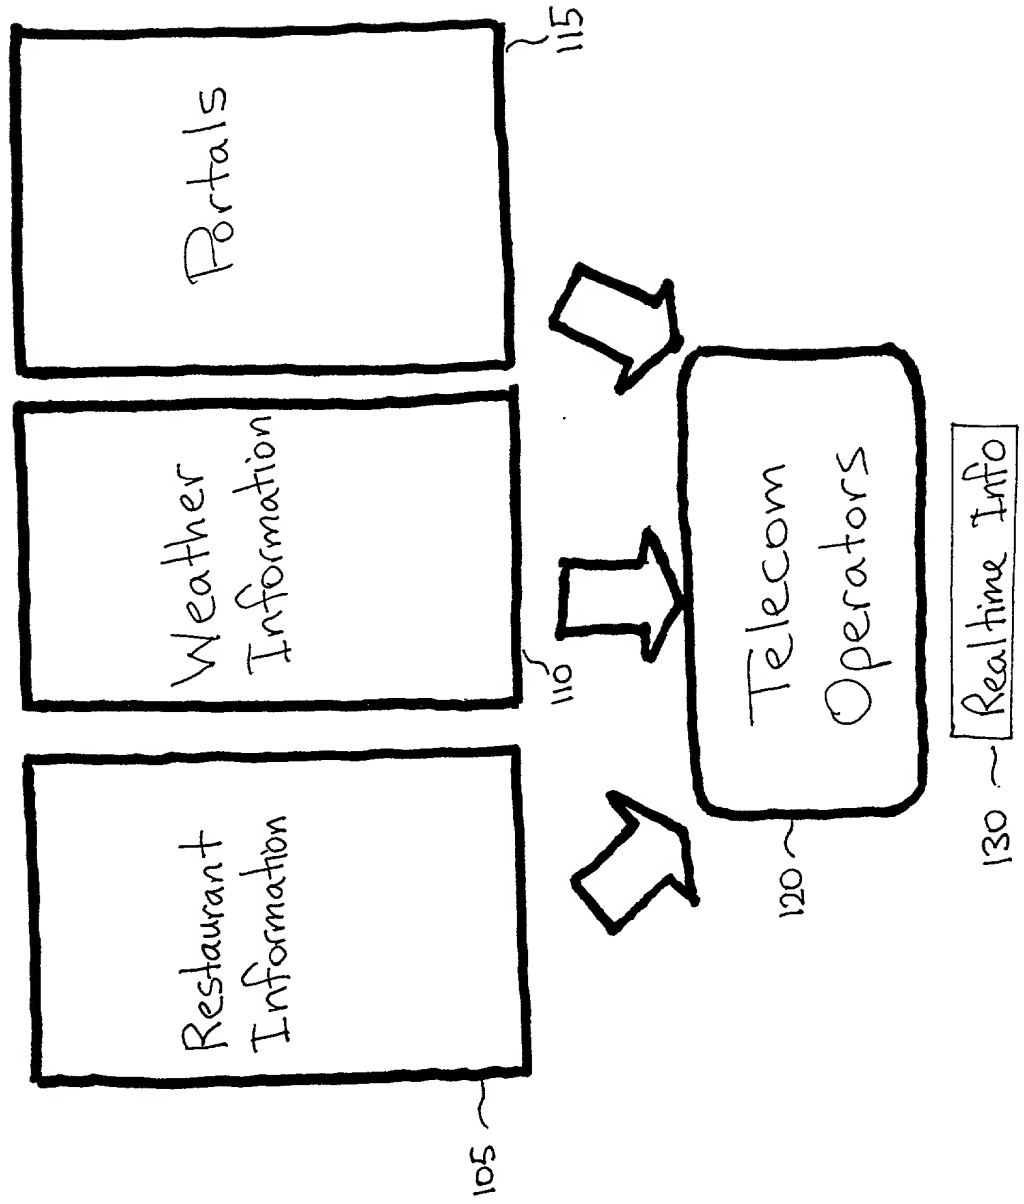 Restaurant
Information
105
Weather
Information
110
Portals
115
Telecom
Operators
120
130
Realtime Info